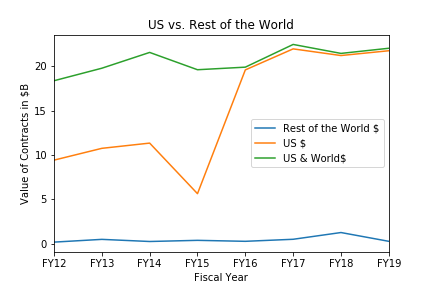 US vs. Rest of the World
Value of Contracts in $B
20
15
10
5
0
Rest of the World $
US $
US & World$
FY12 FY13 FY14 FY15 FY16 FY17 FY18 FY19
Fiscal Year